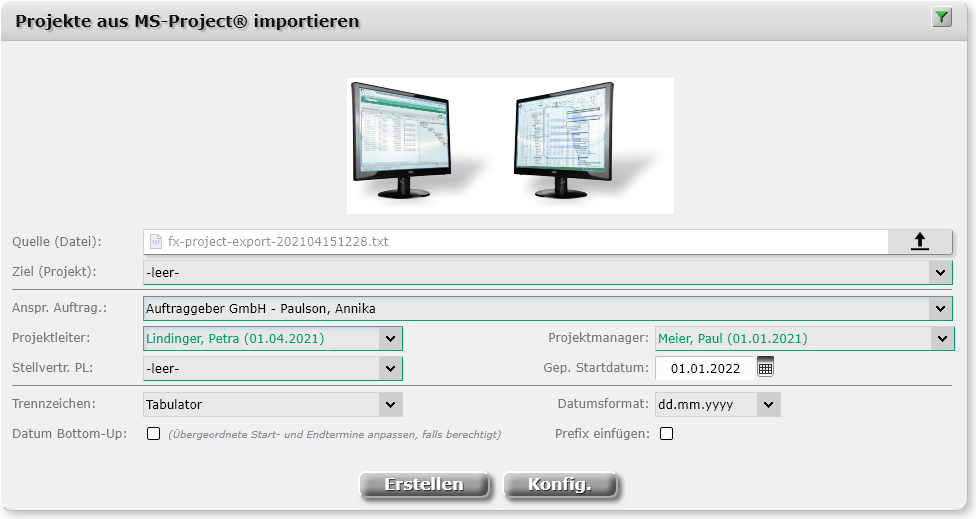 Projekte aus MS-Project® importieren
Quelle (Datei): fx-project-export-202104151228.txt
Ziel (Projekt): -leer-
Anspr. Auftrag.: Auftraggeber GmbH - Paulson, Annika
Projektleiter: Lindinger, Petra (01.04.2021) Projektmanager: Meier, Paul (01.01.2021)
Stellvertr. PL: -leer- Gep. Startdatum: 01.01.2022
Trennzeichen: Tabulator Datumsformat: dd.mm.yyyy
Datum Bottom-Up: (Übergeordnete Start- und Endtermine anpassen, falls berechtigt) Prefix einfügen:
Erstellen Konfig.